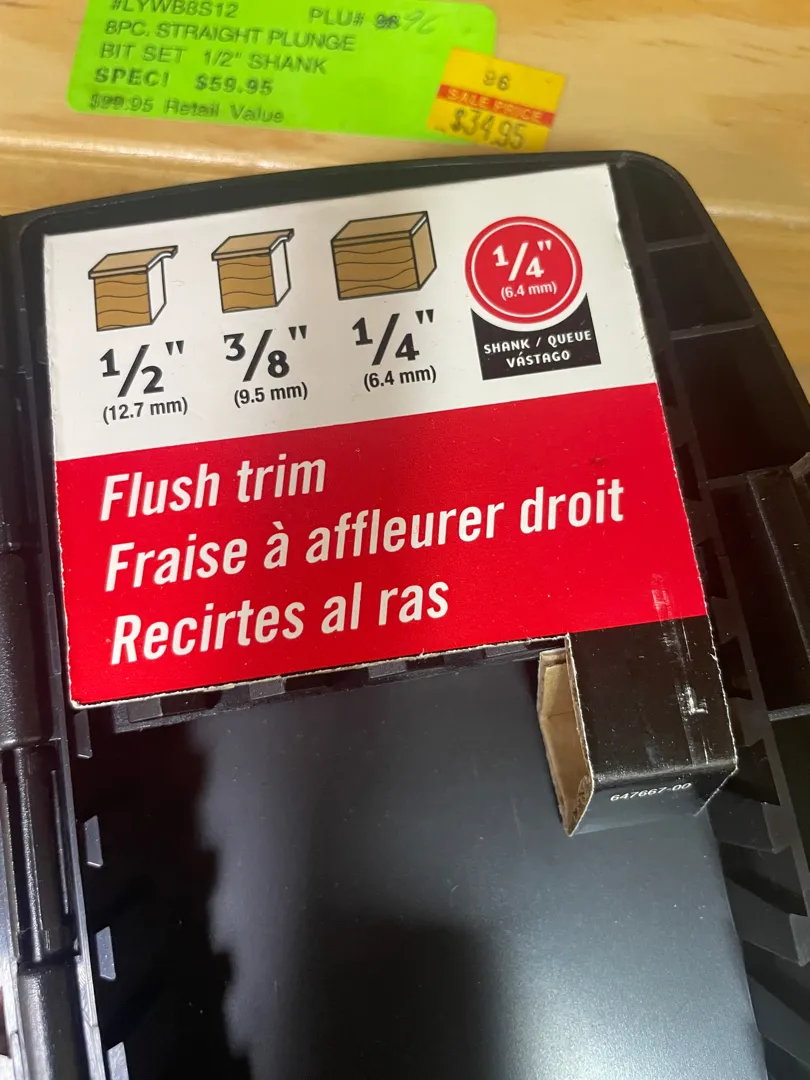 #LYWB8S12 PLU# 98 96
8PC. STRAIGHT PLUNGE
BIT SET 1/2" SHANK
SPEC! $59.95
$99.95 Retail Value
96
SALE PRICE
$34.95
1/2"
(12.7 mm)
3/8"
(9.5 mm)
1/4"
(6.4 mm)
1/4"
(6.4 mm)
SHANK / QUEUE
VÁSTAGO
Flush trim
Fraise à affleurer droit
Recirtes al ras
647667-00